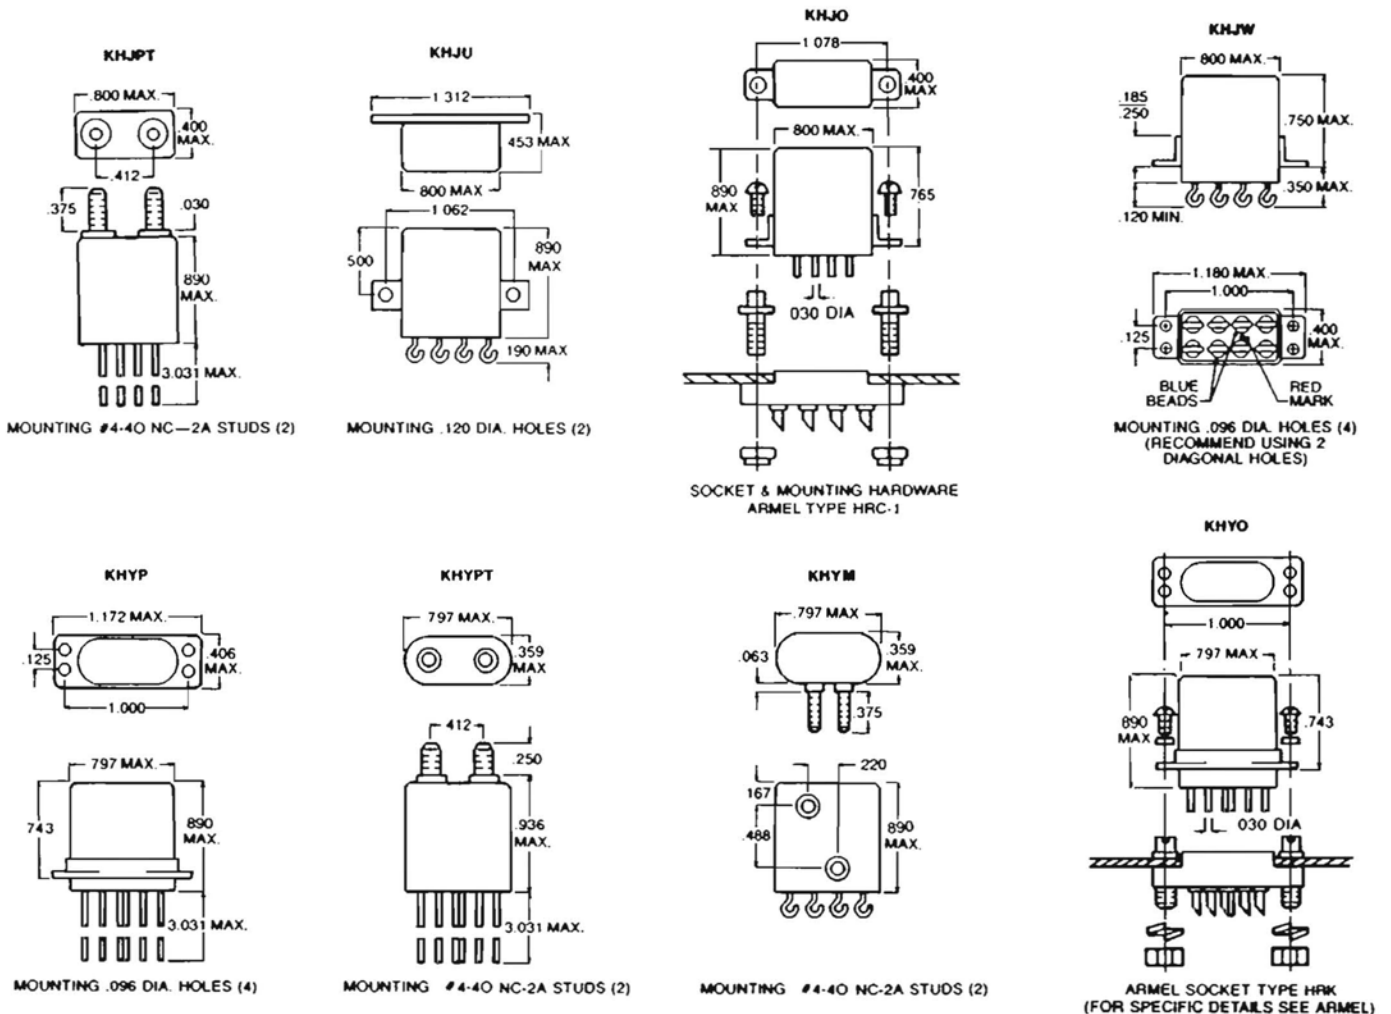 KHJPT
.800 MAX.
.400
MAX.
.412
.375
.030
890
MAX.
3.031 MAX.
MOUNTING #4-40 NC—2A STUDS (2)
KHJU
1 312
453 MAX
800 MAX
1 062
500
890
MAX
190 MAX
MOUNTING .120 DIA. HOLES (2)
KHJO
1 078
.400
MAX
800 MAX.
890
MAX
.765
030 DIA
SOCKET & MOUNTING HARDWARE
ARMEL TYPE HRC-1
KHJW
800 MAX.
.185
.250
.750 MAX.
.350 MAX.
.120 MIN.
1.180 MAX.
1.000
.125
.400
MAX.
BLUE
BEADS
RED
MARK
MOUNTING .096 DIA. HOLES (4)
(RECOMMEND USING 2
DIAGONAL HOLES)
KHYP
1.172 MAX.
.125
.406
MAX.
1.000
797 MAX.
743
890
MAX.
3.031 MAX.
MOUNTING .096 DIA. HOLES (4)
KHYPT
797 MAX.
.359
MAX
.412
.250
.936
MAX.
3.031 MAX.
MOUNTING #4-40 NC-2A STUDS (2)
KHYM
.797 MAX
.063
.359
MAX.
.375
220
167
.488
890
MAX.
MOUNTING #4-40 NC-2A STUDS (2)
KHYO
1.000
797 MAX
890
MAX
.743
030 DIA
ARMEL SOCKET TYPE HRK
(FOR SPECIFIC DETAILS SEE ARMEL)